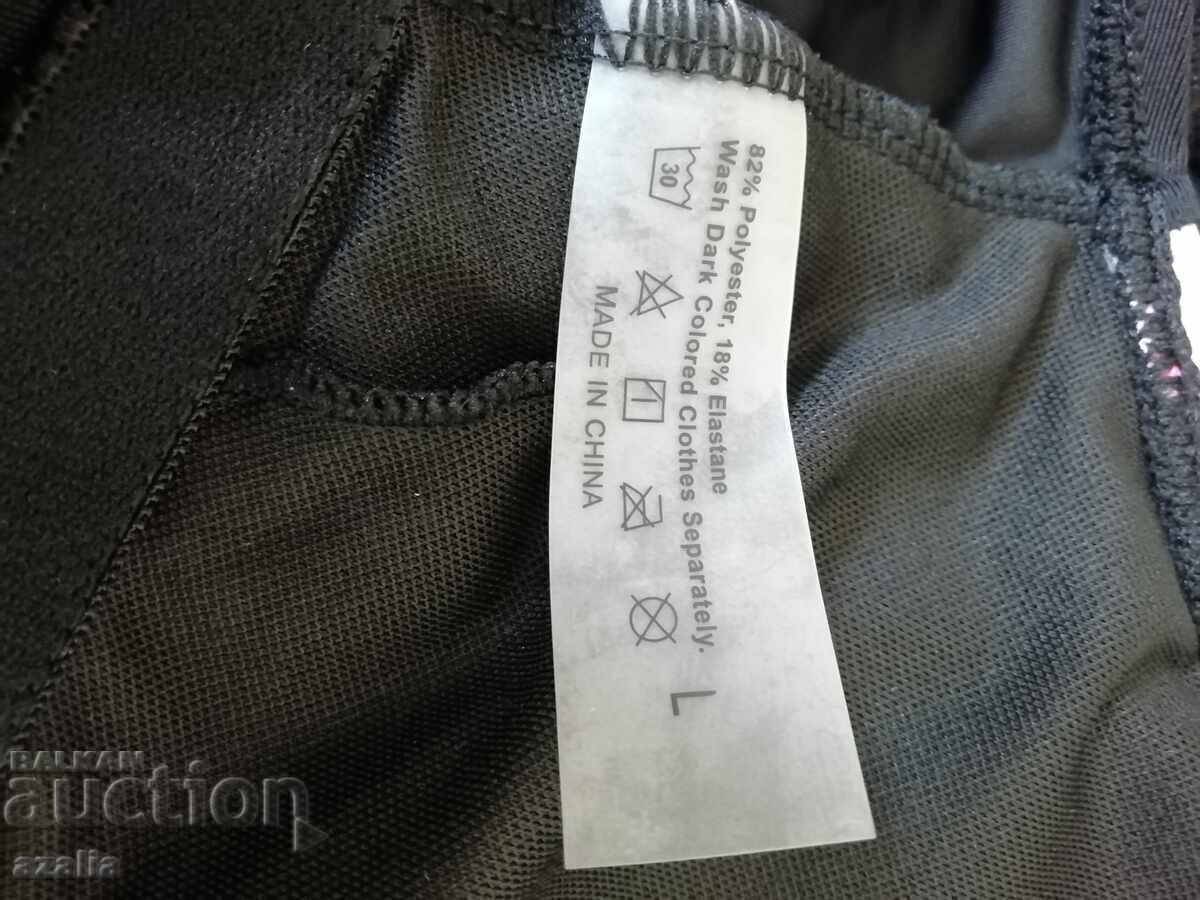 82% Polyester, 18% Elastane
Wash Dark Colored Clothes Separately.
30
L
MADE IN CHINA
BALKAN
auction
azalia